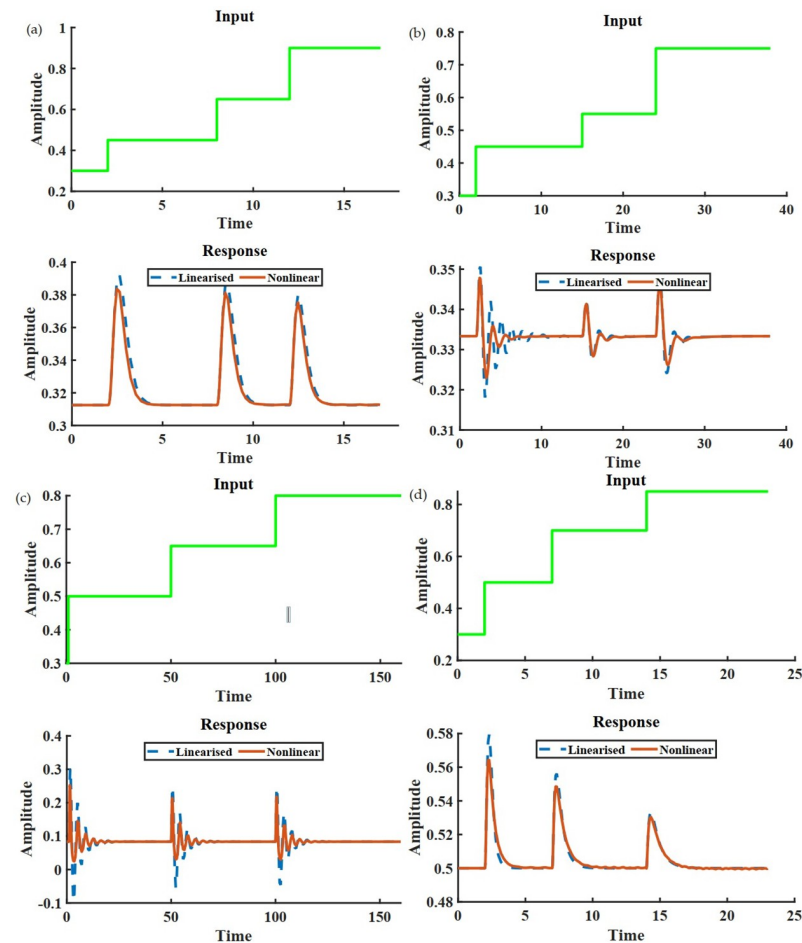 (a)
Input
1
0.8
0.6
0.4
0.2
Amplitude
0 5 10 15
Time
(b)
Input
0.8
0.7
0.6
0.5
0.4
0.3
Amplitude
0 10 20 30 40
Time
Response
Linearised Nonlinear
0.4
0.38
0.36
0.34
0.32
0.3
Amplitude
0 5 10 15
Time
Response
Linearised Nonlinear
0.35
0.34
0.33
0.32
0.31
Amplitude
0 10 20 30 40
Time
(c)
Input
0.8
0.7
0.6
0.5
0.4
0.3
Amplitude
0 50 100 150
Time
(d)
Input
0.8
0.6
0.4
0.2
Amplitude
0 5 10 15 20 25
Time
Response
Linearised Nonlinear
0.4
0.3
0.2
0.1
0
-0.1
Amplitude
0 50 100 150
Time
Response
Linearised Nonlinear
0.58
0.56
0.54
0.52
0.5
0.48
Amplitude
0 5 10 15 20 25
Time